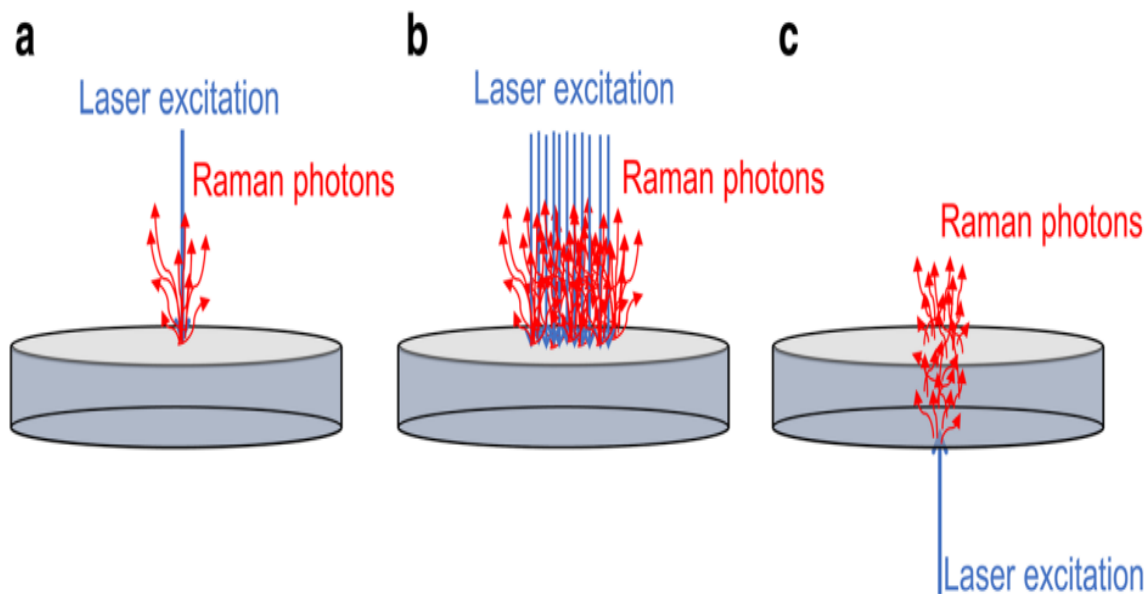 a
Laser excitation
Raman photons
b
Laser excitation
Raman photons
c
Raman photons
Laser excitation